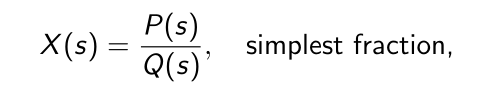 X(s) = P(s)/Q(s), simplest fraction,